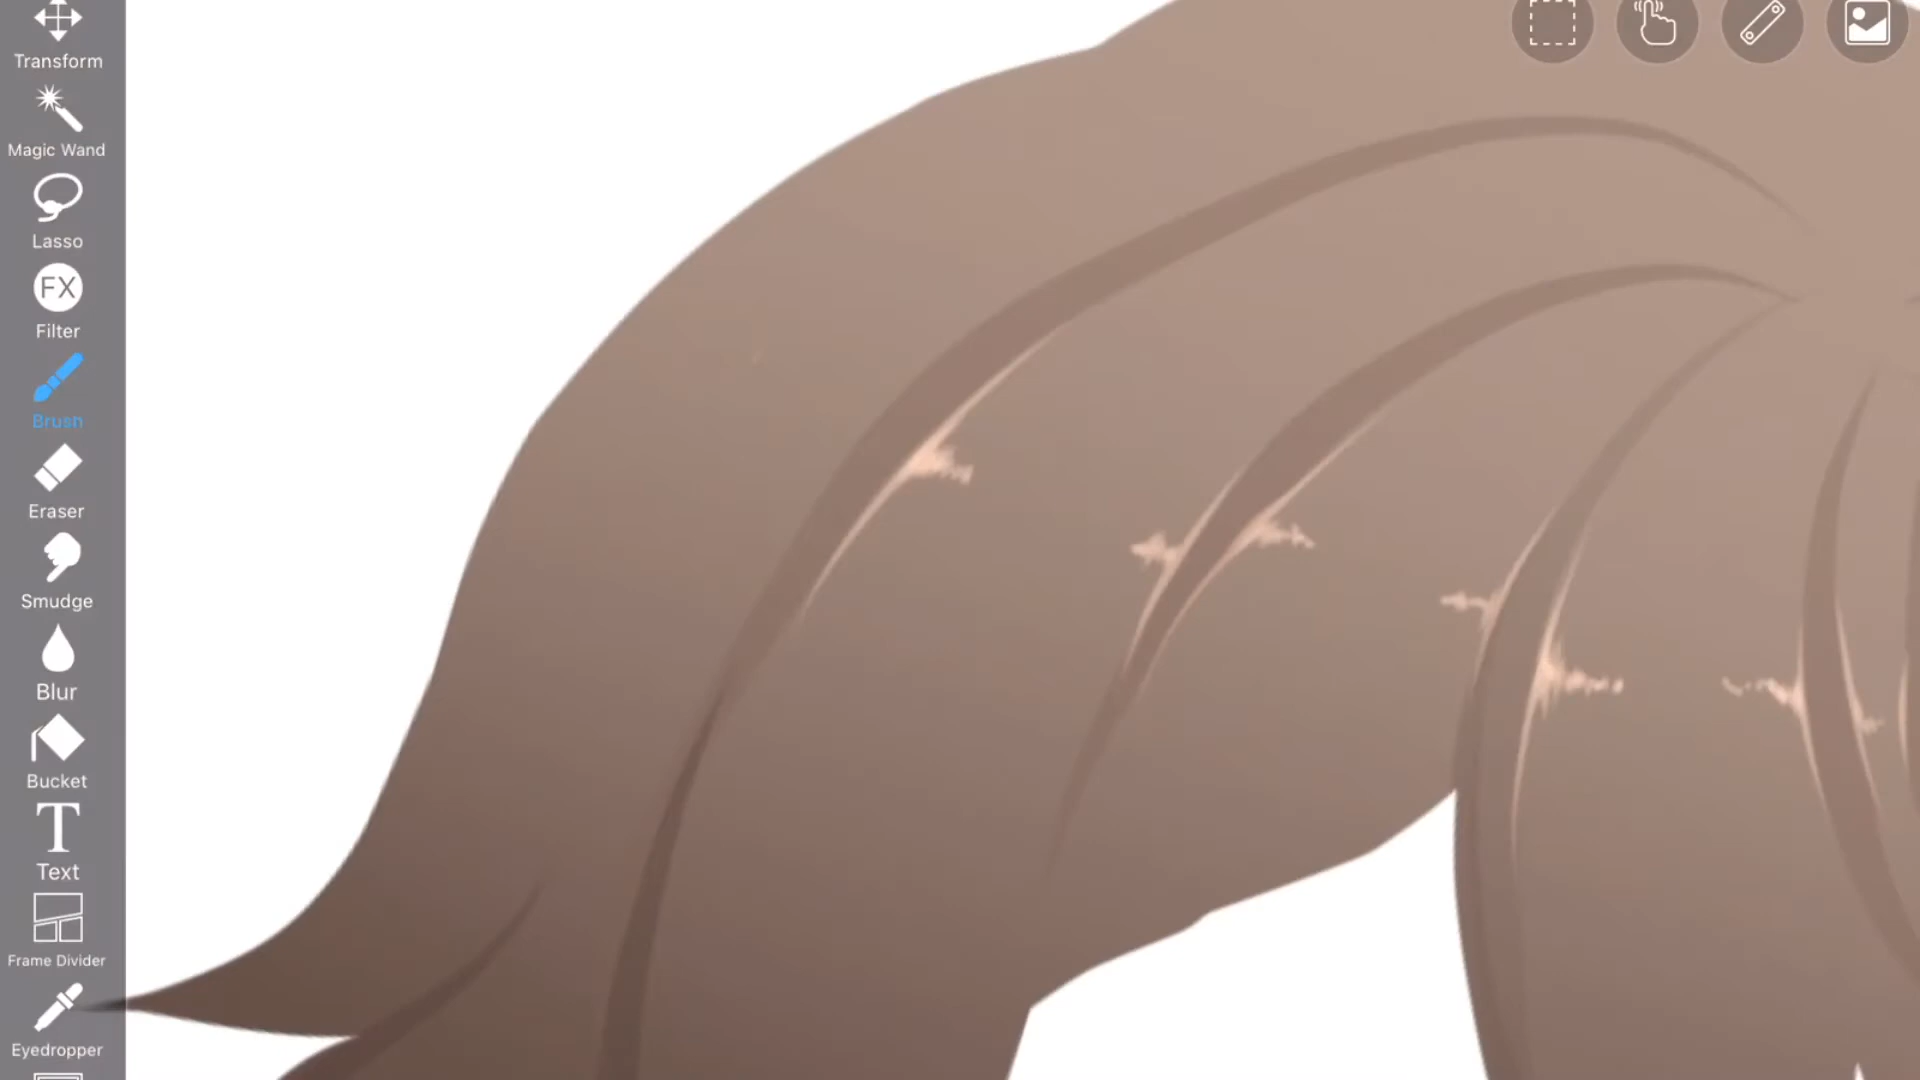 Transform
Magic Wand
Lasso
FX
Filter
Brush
Eraser
Smudge
Blur
Bucket
T
Text
Frame Divider
Eyedropper